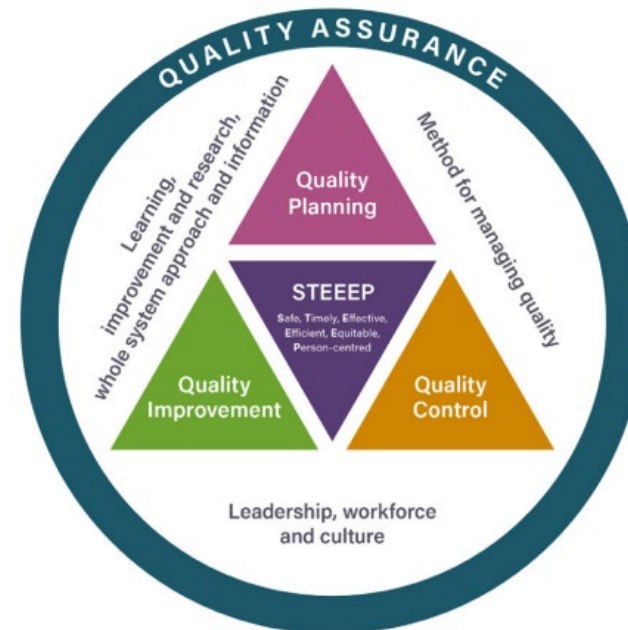 QUALITY ASSURANCE
Learning,
improvement and research,
whole system approach and information
Method for managing quality
Quality
Planning
STEEEP
Safe, Timely, Effective,
Efficient, Equitable,
Person-centred
Quality
Improvement
Quality
Control
Leadership, workforce
and culture